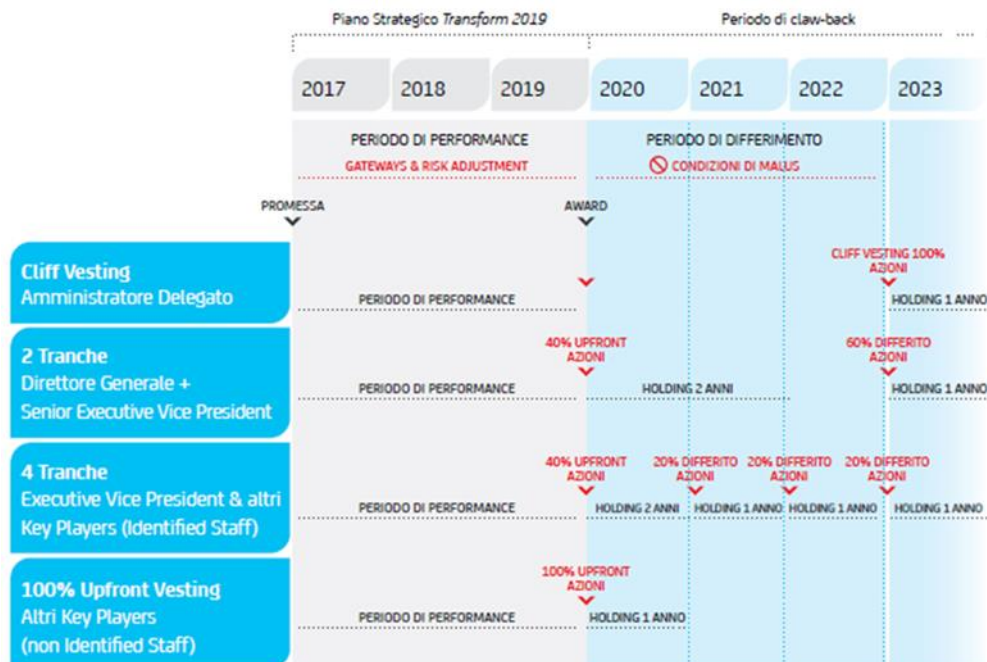 Piano Strategico Transform 2019
Periodo di claw-back
2017
2018
2019
2020
2021
2022
2023
PERIODO DI PERFORMANCE
PERIODO DI DIFFERIMENTO
GATEWAYS & RISK ADJUSTMENT
CONDIZIONI DI MALUS
PROMESSA
AWARD
Cliff Vesting
Amministratore Delegato
PERIODO DI PERFORMANCE
CLIFF VESTING 100%
AZIONI
HOLDING 1 ANNO
2 Tranche
Direttore Generale +
Senior Executive Vice President
PERIODO DI PERFORMANCE
40% UPFRONT
AZIONI
HOLDING 2 ANNI
60% DIFFERITO
AZIONI
HOLDING 1 ANNO
4 Tranche
Executive Vice President & altri
Key Players (Identified Staff)
PERIODO DI PERFORMANCE
40% UPFRONT
AZIONI
HOLDING 2 ANNI
20% DIFFERITO
AZIONI
HOLDING 1 ANNO
20% DIFFERITO
AZIONI
HOLDING 1 ANNO
20% DIFFERITO
AZIONI
HOLDING 1 ANNO
100% Upfront Vesting
Altri Key Players
(non Identified Staff)
PERIODO DI PERFORMANCE
100% UPFRONT
AZIONI
HOLDING 1 ANNO